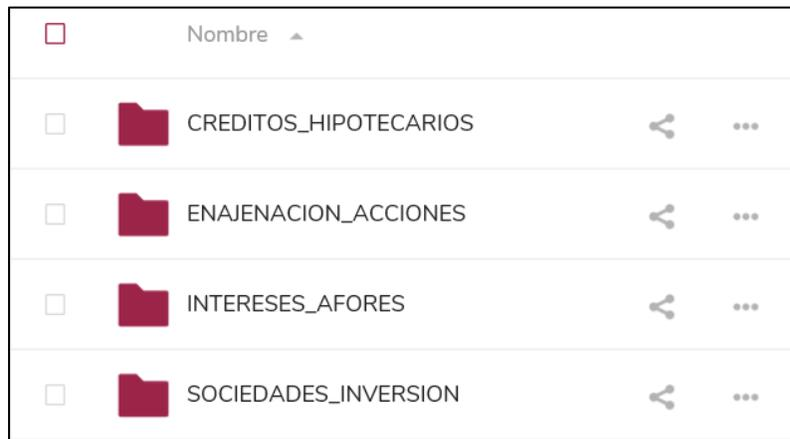 Nombre
CREDITOS_HIPOTECARIOS
ENAJENACION_ACCIONES
INTERESES_AFORES
SOCIEDADES_INVERSION